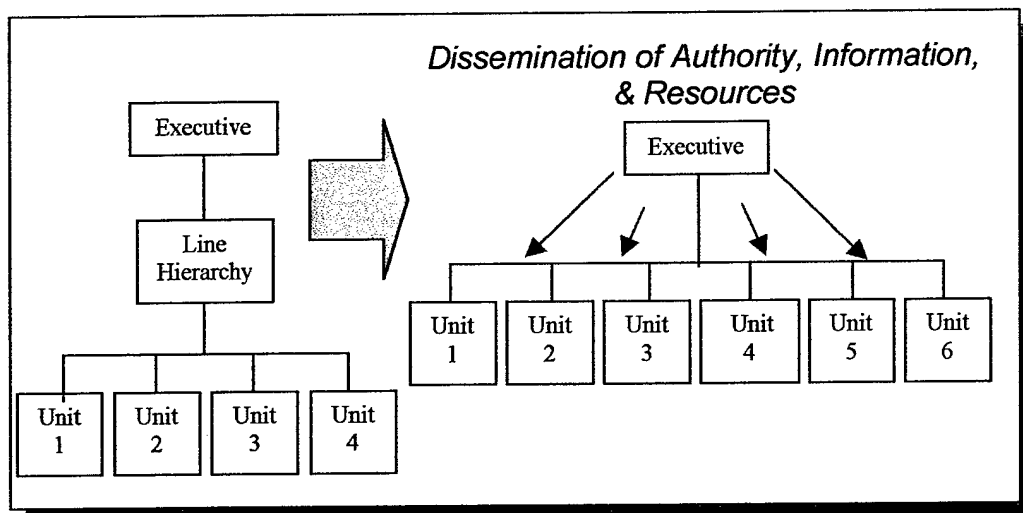 Dissemination of Authority, Information,
& Resources
Executive
Line
Hierarchy
Unit
1
Unit
2
Unit
3
Unit
4
Executive
Unit
1
Unit
2
Unit
3
Unit
4
Unit
5
Unit
6